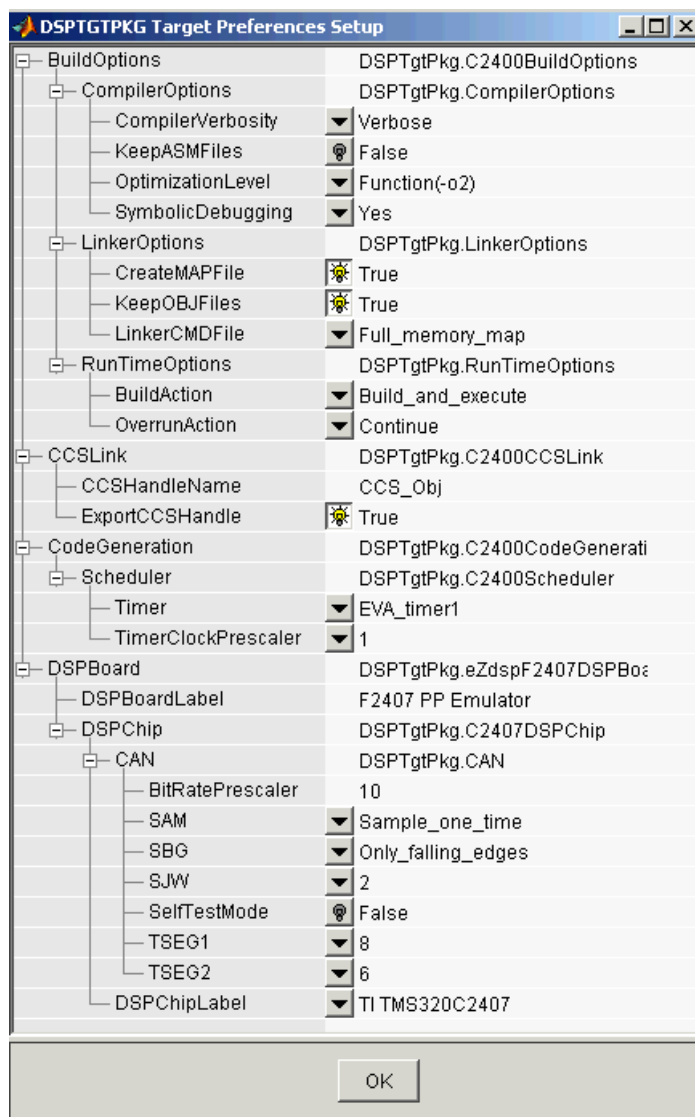 DSPTGTPKG Target Preferences Setup
BuildOptions DSPTgtPkg.C2400BuildOptions
CompilerOptions DSPTgtPkg.CompilerOptions
CompilerVerbosity Verbose
KeepASMFiles False
OptimizationLevel Function(-o2)
SymbolicDebugging Yes
LinkerOptions DSPTgtPkg.LinkerOptions
CreateMAPFile True
KeepOBJFiles True
LinkerCMDFile Full_memory_map
RunTimeOptions DSPTgtPkg.RunTimeOptions
BuildAction Build_and_execute
OverrunAction Continue
CCSLink DSPTgtPkg.C2400CCSLink
CCSHandleName CCS_Obj
ExportCCSHandle True
CodeGeneration DSPTgtPkg.C2400CodeGenerati
Scheduler DSPTgtPkg.C2400Scheduler
Timer EVA_timer1
TimerClockPrescaler 1
DSPBoard DSPTgtPkg.eZdspF2407DSPBoa
DSPBoardLabel F2407 PP Emulator
DSPChip DSPTgtPkg.C2407DSPChip
CAN DSPTgtPkg.CAN
BitRatePrescaler 10
SAM Sample_one_time
SBG Only_falling_edges
SJW 2
SelfTestMode False
TSEG1 8
TSEG2 6
DSPChipLabel TI TMS320C2407
OK